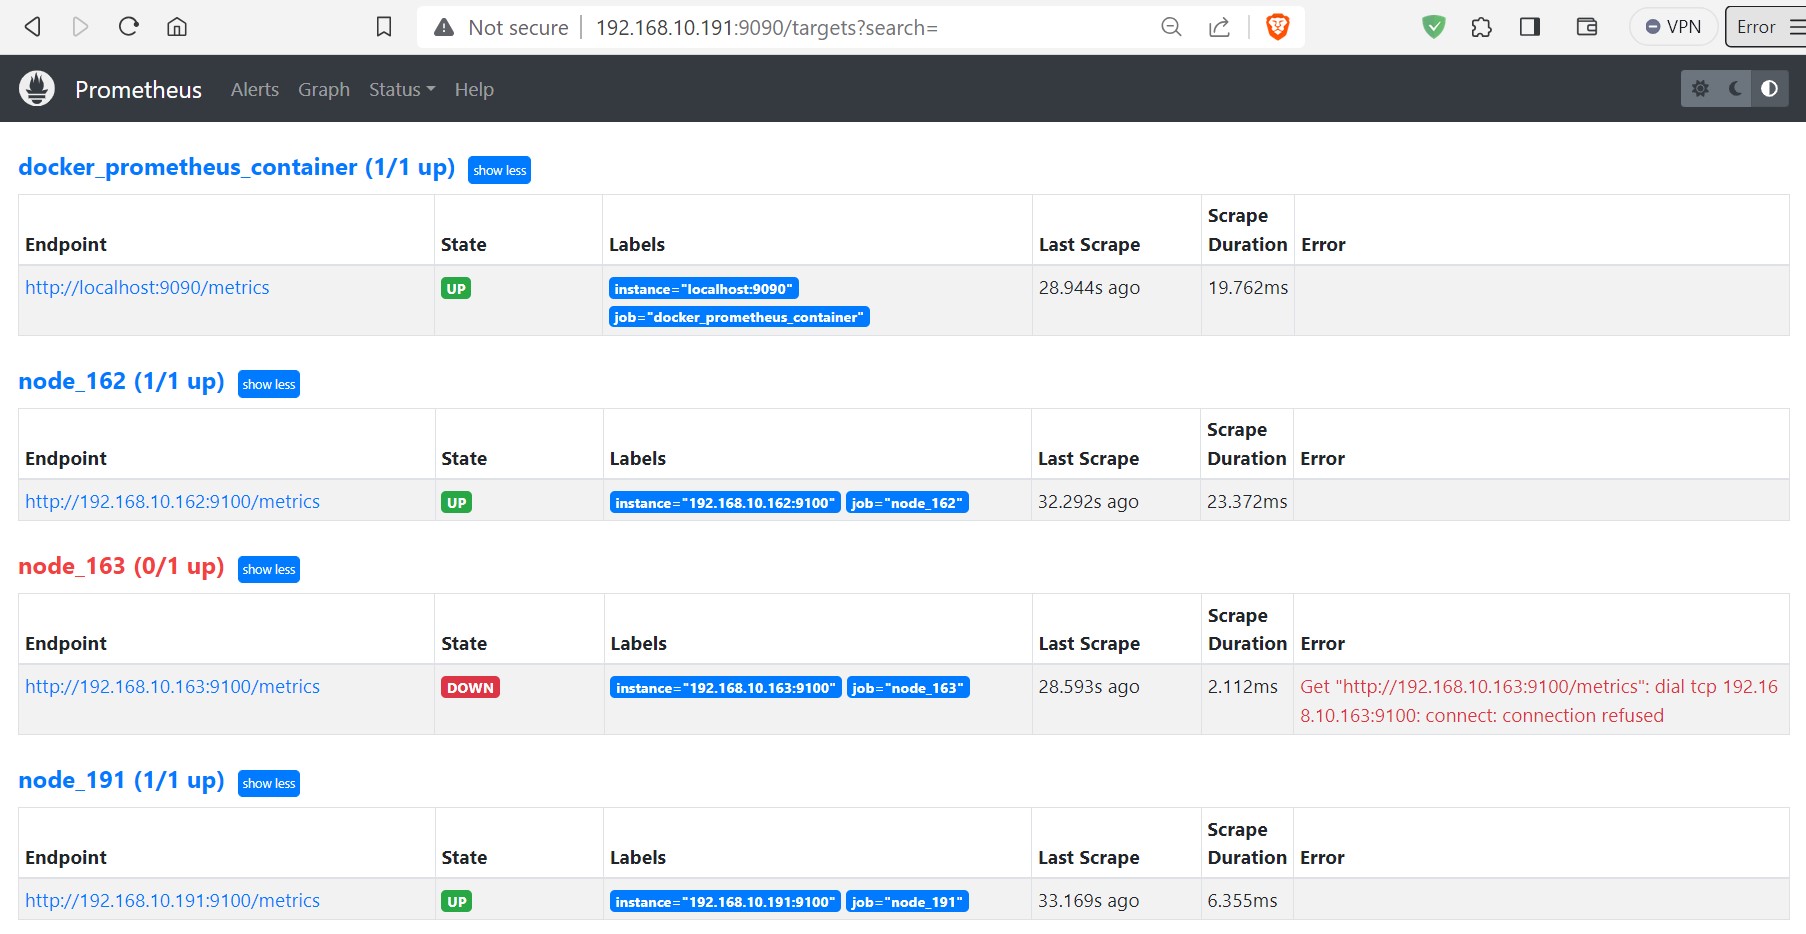 Not secure 192.168.10.191:9090/targets?search= VPN Error
Prometheus Alerts Graph Status Help
docker_prometheus_container (1/1 up) show less
Scrape
Endpoint State Labels Last Scrape Duration Error
http://localhost:9090/metrics UP instance="localhost:9090" 28.944s ago 19.762ms
job="docker_prometheus_container"
node_162 (1/1 up) show less
Scrape
Endpoint State Labels Last Scrape Duration Error
http://192.168.10.162:9100/metrics UP instance="192.168.10.162:9100" job="node_162" 32.292s ago 23.372ms
node_163 (0/1 up) show less
Scrape
Endpoint State Labels Last Scrape Duration Error
http://192.168.10.163:9100/metrics DOWN instance="192.168.10.163:9100" job="node_163" 28.593s ago 2.112ms Get "http://192.168.10.163:9100/metrics": dial tcp 192.16
8.10.163:9100: connect: connection refused
node_191 (1/1 up) show less
Scrape
Endpoint State Labels Last Scrape Duration Error
http://192.168.10.191:9100/metrics UP instance="192.168.10.191:9100" job="node_191" 33.169s ago 6.355ms